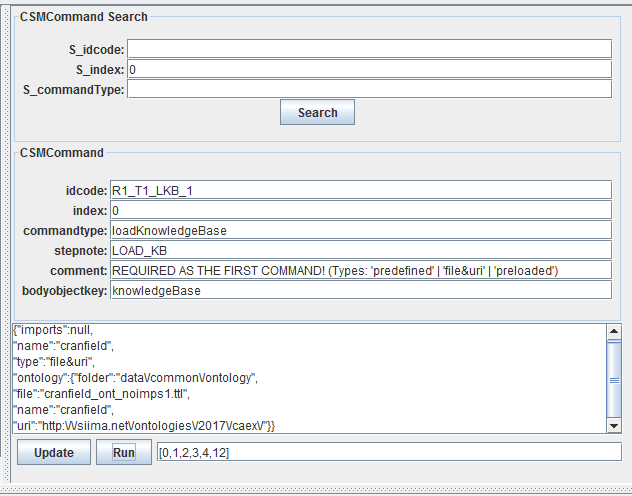 CSMCommand Search
S_idcode:
S_index: 0
S_commandType:
Search
CSMCommand
idcode: R1_T1_LKB_1
index: 0
commandtype: loadKnowledgeBase
stepnote: LOAD_KB
comment: REQUIRED AS THE FIRST COMMAND! (Types: 'predefined' | 'file&uri' | 'preloaded')
bodyobjectkey: knowledgeBase
{"imports":null,
"name":"cranfield",
"type":"file&uri",
"ontology":{"folder":"data\/common\/ontology",
"file":"cranfield_ont_noimps1.ttl",
"name":"cranfield",
"uri":"http:\/\/siima.net\/ontologies\/2017\/caex\/"}}
Update Run [0,1,2,3,4,12]